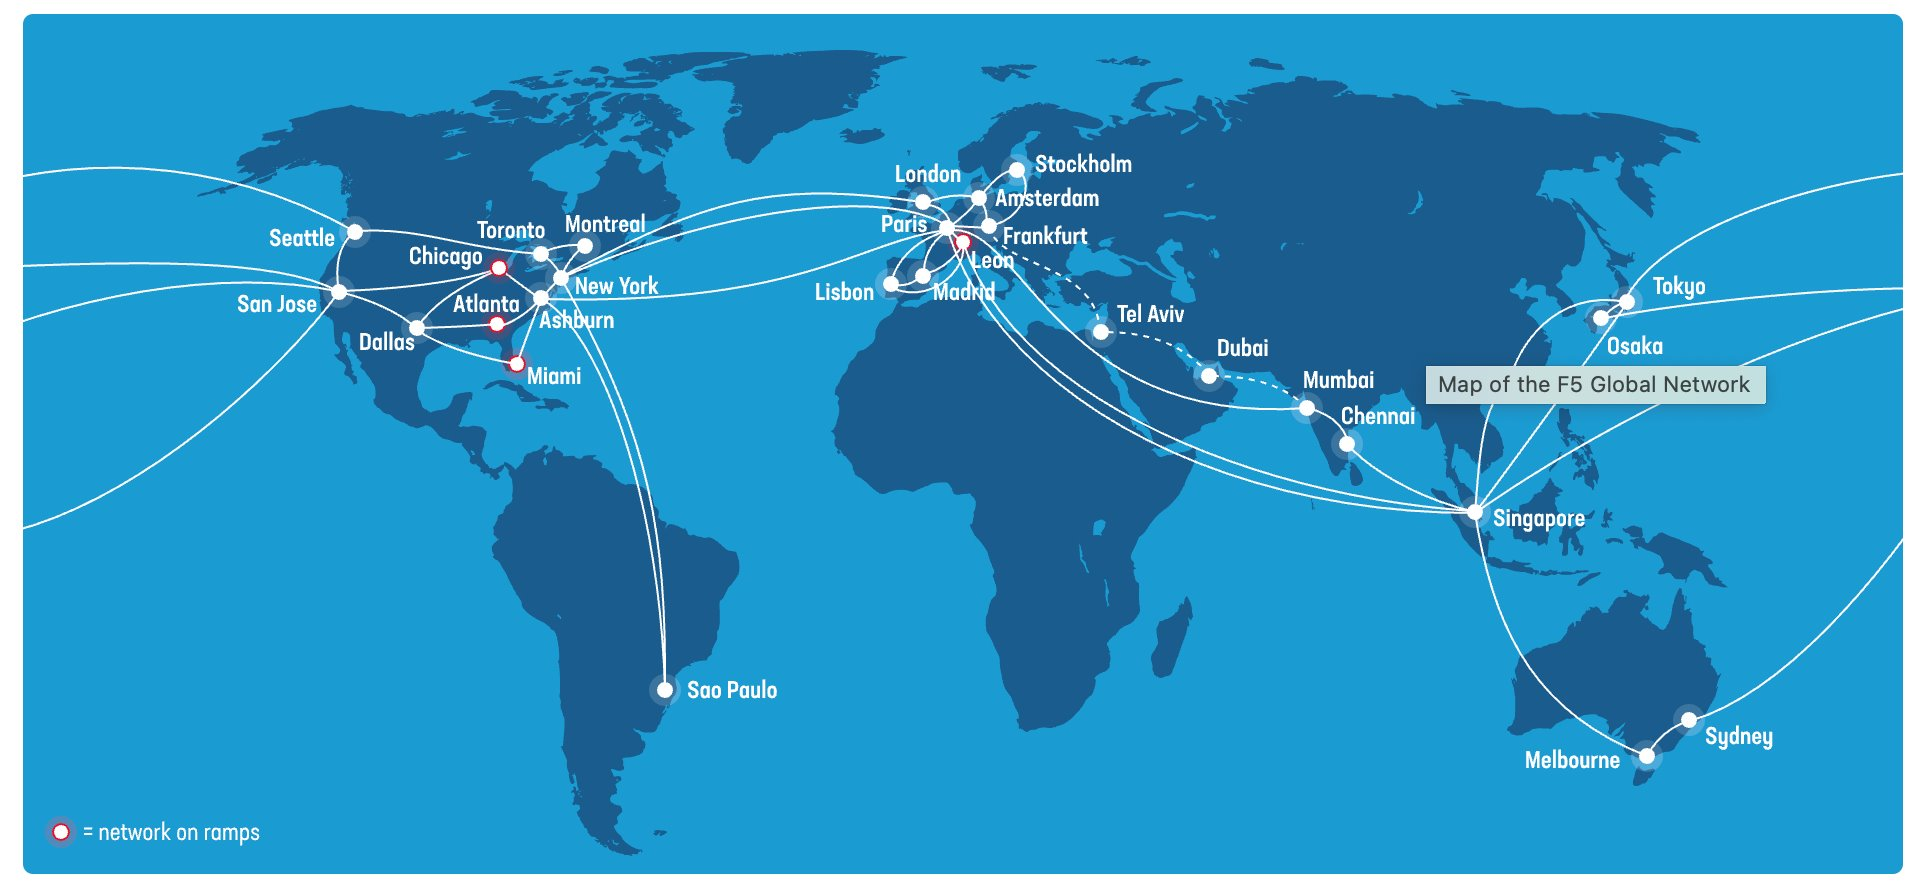 Stockholm
London
Amsterdam
Paris
Frankfurt
Leon
Lisbon
Madrid
Seattle
Toronto
Montreal
Chicago
New York
San Jose
Atlanta
Ashburn
Dallas
Miami
Tel Aviv
Dubai
Mumbai
Chennai
Tokyo
Osaka
Map of the F5 Global Network
Singapore
Sao Paulo
Sydney
Melbourne
= network on ramps